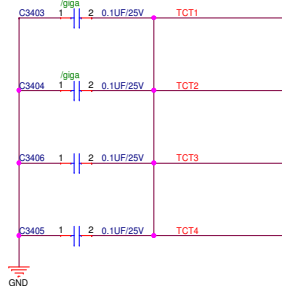 /giga
C3403 1 2 0.1UF/25V TCT1
/giga
C3404 1 2 0.1UF/25V TCT2
C3406 1 2 0.1UF/25V TCT3
C3405 1 2 0.1UF/25V TCT4
GND